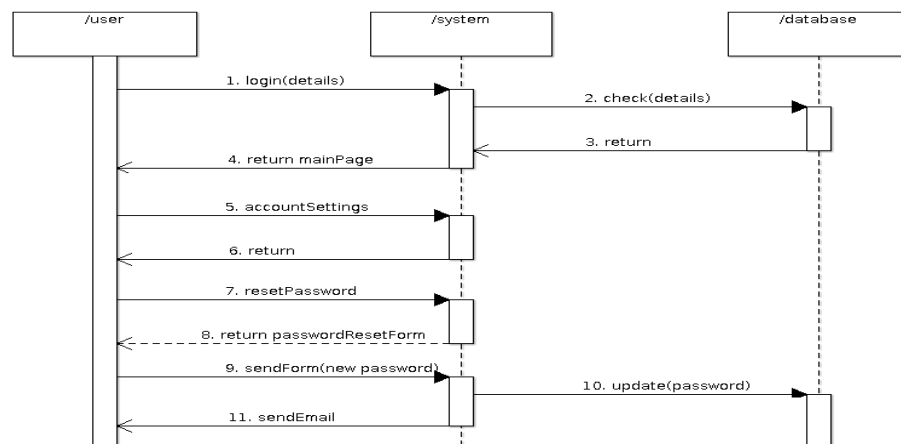 /user
/system
/database
1. login(details)
2. check(details)
3. return
4. return mainPage
5. accountSettings
6. return
7. resetPassword
8. return passwordResetForm
9. sendForm(new password)
10. update(password)
11. sendEmail